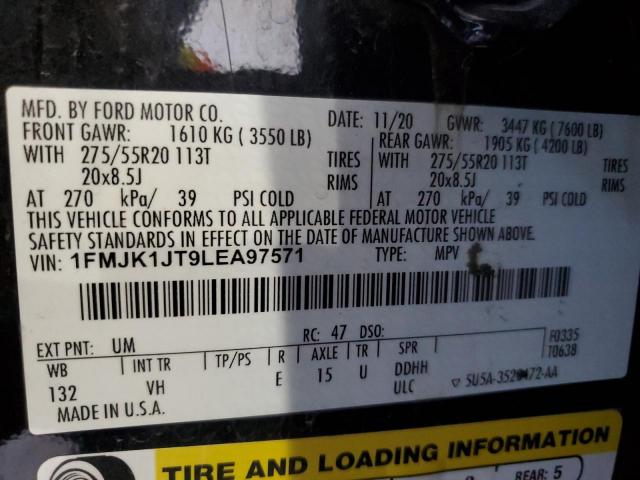 MFD. BY FORD MOTOR CO.
DATE: 11/20 GVWR: 3447 KG (7600 LB)
FRONT GAWR: 1610 KG (3550 LB) REAR GAWR: 1905 KG (4200 LB)
WITH 275/55R20 113T TIRES WITH 275/55R20 113T
20x8.5J RIMS 20x8.5J
AT 270 kPa/ 39 PSI COLD AT 270 kPa/ 39 PSI COLD
THIS VEHICLE CONFORMS TO ALL APPLICABLE FEDERAL MOTOR VEHICLE
SAFETY STANDARDS IN EFFECT ON THE DATE OF MANUFACTURE SHOWN ABOVE.
VIN: 1FMJK1JT9LEA97571 TYPE: MPV
EXT PNT: UM RC: 47 DSO: F0335
T0638
WB INT TR TP/PS R AXLE TR SPR
132 VH E 15 U DDHH
ULC
MADE IN U.S.A.
TIRE AND LOADING INFORMATION
REAR: 5